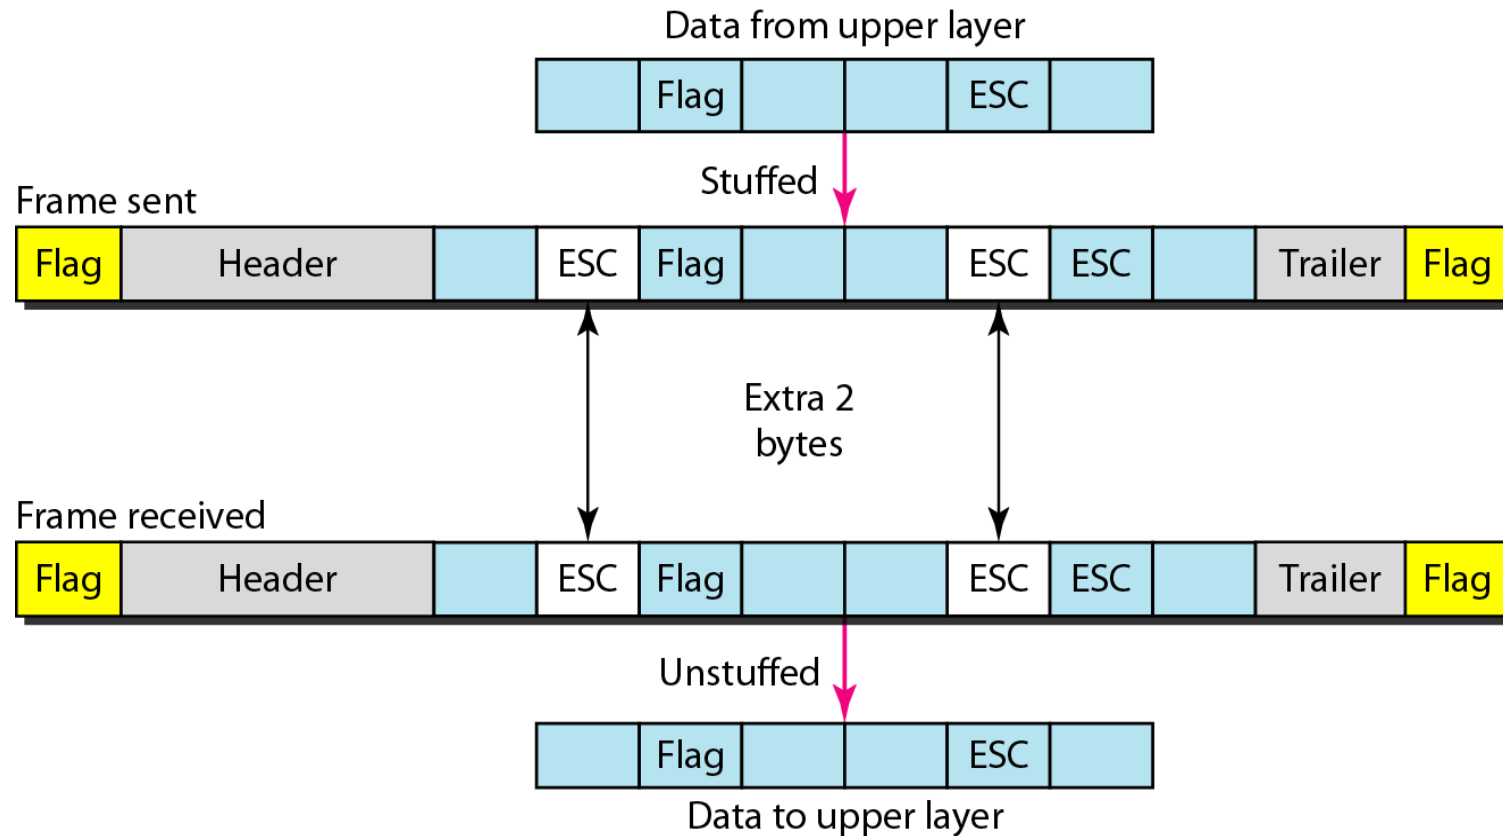 Data from upper layer
Flag ESC
Stuffed
Frame sent
Flag Header ESC Flag ESC ESC Trailer Flag
Extra 2
bytes
Frame received
Flag Header ESC Flag ESC ESC Trailer Flag
Unstuffed
Flag ESC
Data to upper layer